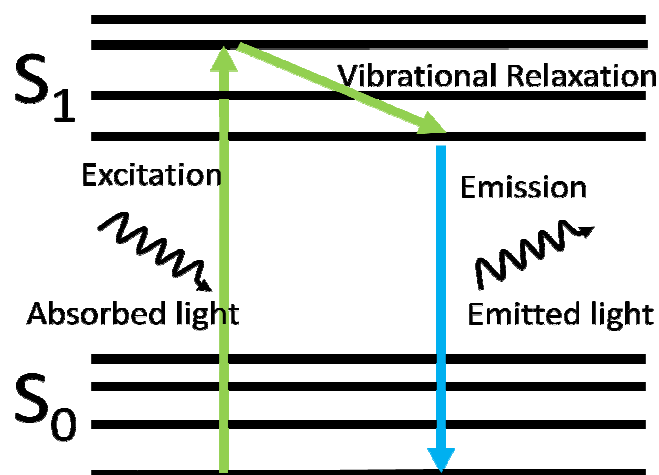 S₁
Vibrational Relaxation
Excitation
Emission
Absorbed light
Emitted light
S₀